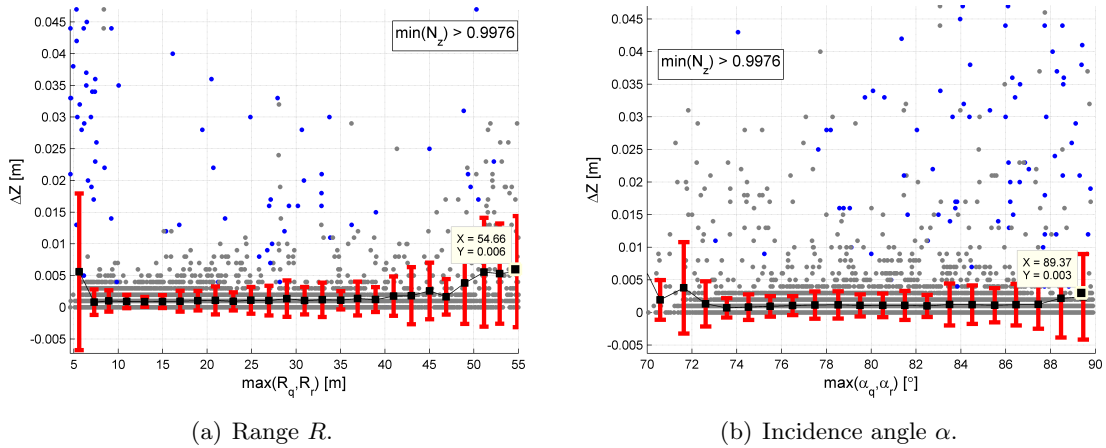 0.045
0.04
0.035
0.03
0.025
0.02
0.015
0.01
0.005
0
-0.005
ΔZ [m]
min(N_z) > 0.9976
X = 54.66
Y = 0.006
5 10 15 20 25 30 35 40 45 50 55
max(R_q,R_r) [m]
(a) Range R.
0.045
0.04
0.035
0.03
0.025
0.02
0.015
0.01
0.005
0
-0.005
ΔZ [m]
min(N_z) > 0.9976
X = 89.37
Y = 0.003
70 72 74 76 78 80 82 84 86 88 90
max(α_q,α_r) [°]
(b) Incidence angle α.